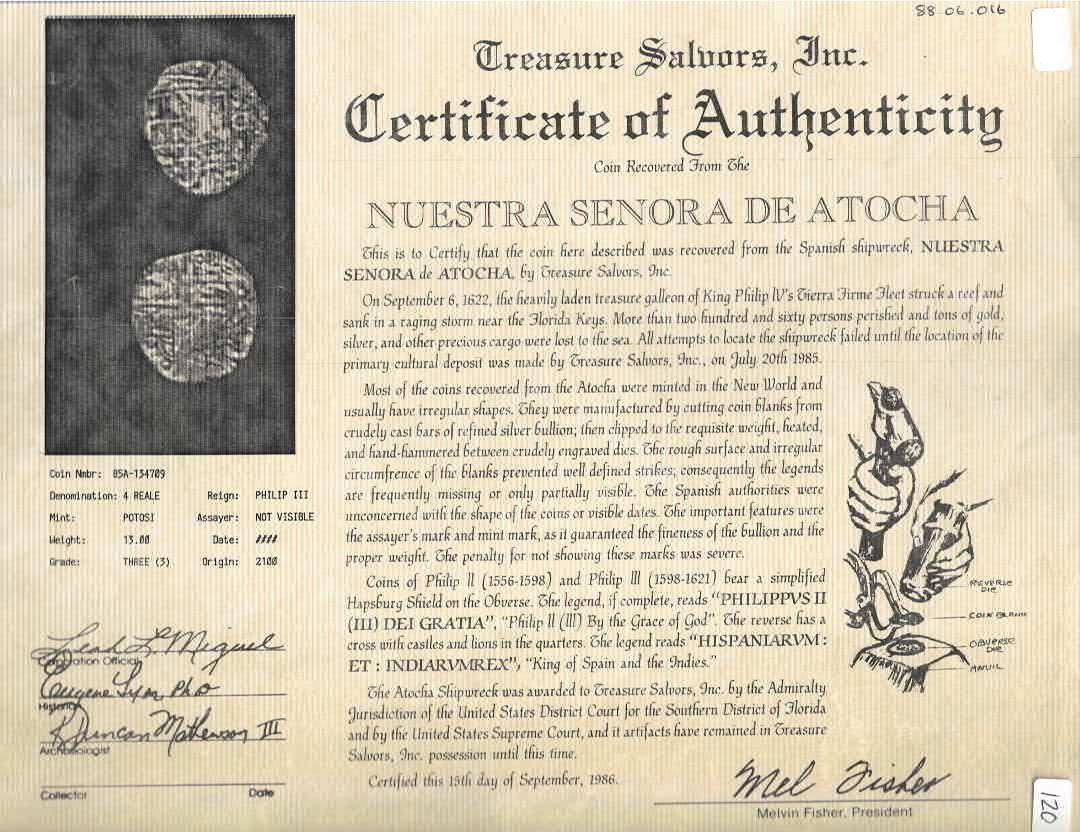 88.06.016
Treasure Salvors, Inc.
Certificate of Authenticity
Coin Recovered From The
NUESTRA SENORA DE ATOCHA
This is to Certify that the coin here described was recovered from the Spanish shipwreck, NUESTRA
SENORA de ATOCHA, by Treasure Salvors, Inc.
On September 6, 1622, the heavily laden treasure galleon of King Philip IV's Tierra Firme Fleet struck a reef and
sank in a raging storm near the Florida Keys. More than two hundred and sixty persons perished and tons of gold,
silver, and other precious cargo were lost to the sea. All attempts to locate the shipwreck failed until the location of the
primary cultural deposit was made by Treasure Salvors, Inc., on July 20th 1985.
Most of the coins recovered from the Atocha were minted in the New World and
usually have irregular shapes. They were manufactured by cutting coin blanks from
crudely cast bars of refined silver bullion; then clipped to the requisite weight, heated,
and hand-hammered between crudely engraved dies. The rough surface and irregular
circumfrence of the blanks prevented well defined strikes; consequently the legends
are frequently missing or only partially visible. The Spanish authorities were
unconcerned with the shape of the coins or visible dates. The important features were
the assayer's mark and mint mark, as it guaranteed the fineness of the bullion and the
proper weight. The penalty for not showing these marks was severe.
Coins of Philip II (1556-1598) and Philip III (1598-1621) bear a simplified
Hapsburg Shield on the Obverse. The legend, if complete, reads "PHILIPPVS II
(III) DEI GRATIA", "Philip II (III) By the Grace of God". The reverse has a
cross with castles and lions in the quarters. The legend reads "HISPANIARVM :
ET : INDIARVMREX", "King of Spain and the Indies."
The Atocha Shipwreck was awarded to Treasure Salvors, Inc. by the Admiralty
Jurisdiction of the United States District Court for the Southern District of Florida
and by the United States Supreme Court, and it artifacts have remained in Treasure
Salvors, Inc. possession until this time.
Certified this 15th day of September, 1986.
REVERSE DIE
COIN BLANK
OBVERSE DIE
ANVIL
Coin Nmbr: 85A-134709
Denomination: 4 REALE Reign: PHILIP III
Mint: POTOSI Assayer: NOT VISIBLE
Weight: 13.00 Date: ####
Grade: THREE (3) Origin: 2100
Leah L Miguel
Corporation Official
Eugene Lyon, PhD
Historian
R Duncan Mathewson III
Archaeologist
Collector Date
Mel Fisher
Melvin Fisher, President
120